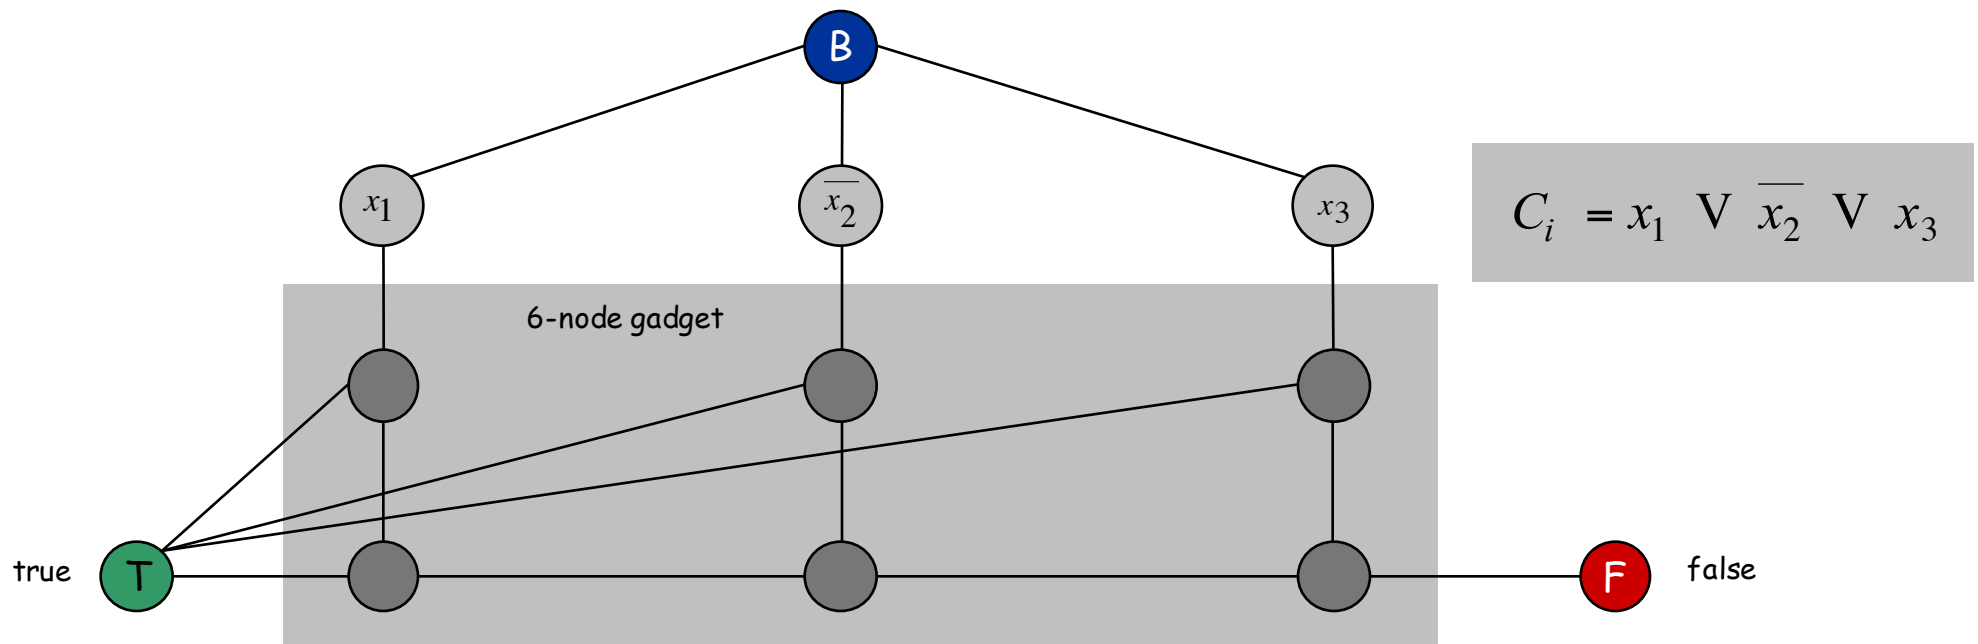 B
x₁
x̅₂
x₃
Cᵢ = x₁ V x̅₂ V x₃
6-node gadget
true
T
F
false